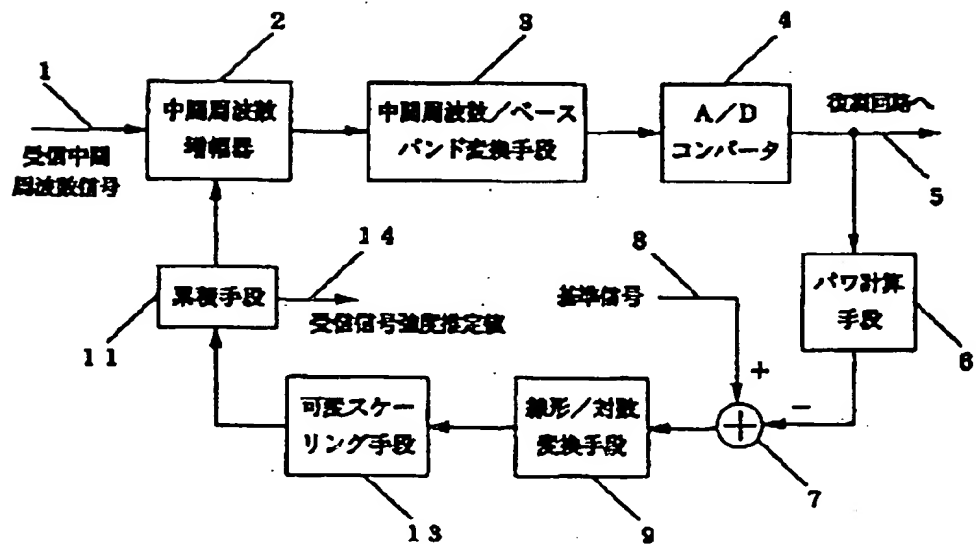 1
2
3
4
受信中間
周波数信号
中間周波数
増幅器
中間周波数/ベース
バンド変換手段
A/D
コンバータ
復調回路へ
5
14
8
累積手段
受信信号強度推定値
基準信号
パワ計算
手段
11
6
+
−
可変スケー
リング手段
線形/対数
変換手段
+
7
13
9